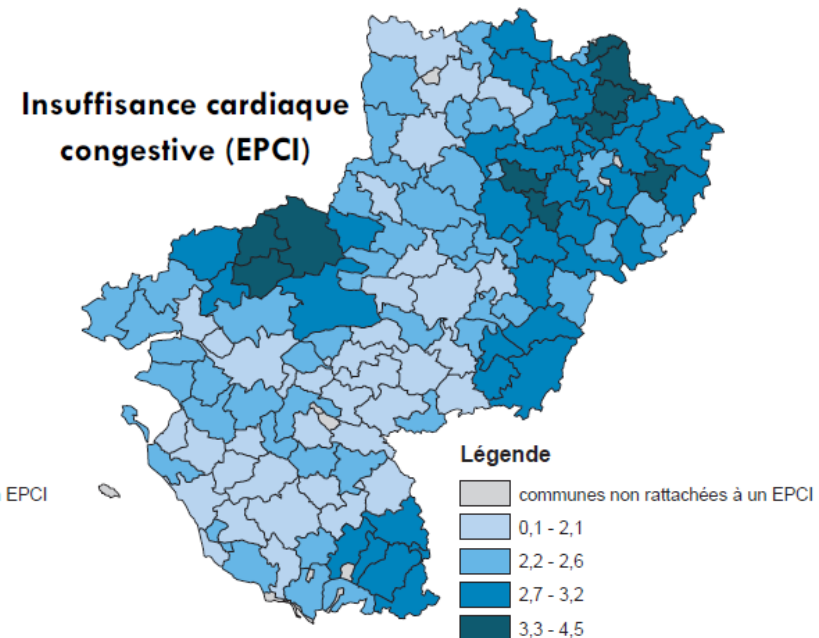 Insuffisance cardiaque
congestive (EPCI)
EPCI
Légende
communes non rattachées à un EPCI
0,1 - 2,1
2,2 - 2,6
2,7 - 3,2
3,3 - 4,5